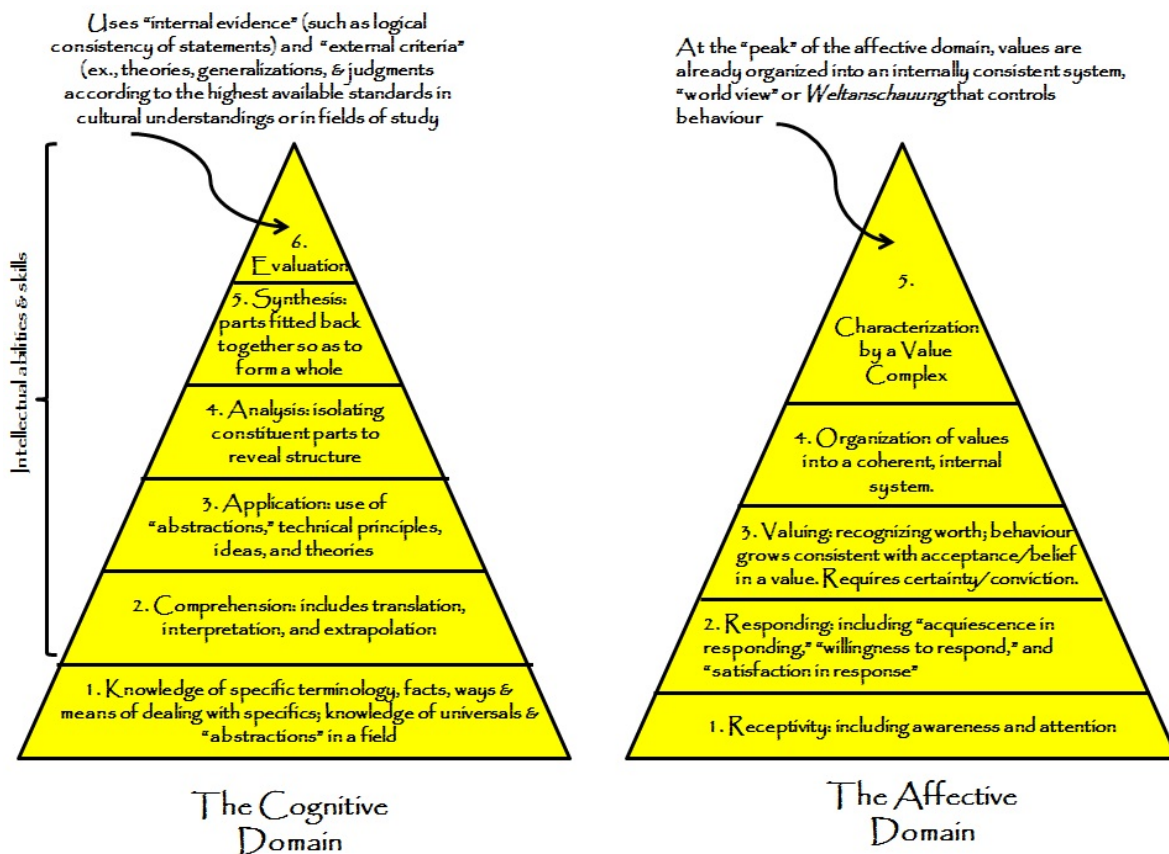 Uses “internal evidence” (such as logical
consistency of statements) and “external criteria”
(ex., theories, generalizations, & judgments
according to the highest available standards in
cultural understandings or in fields of study
Intellectual abilities & skills
6.
Evaluation
5. Synthesis:
parts fitted back
together so as to
form a whole
4. Analysis: isolating
constituent parts to
reveal structure
3. Application: use of
“abstractions,” technical principles,
ideas, and theories
2. Comprehension: includes translation,
interpretation, and extrapolation
1. Knowledge of specific terminology, facts, ways &
means of dealing with specifics; knowledge of universals &
“abstractions” in a field
The Cognitive
Domain
At the “peak” of the affective domain, values are
already organized into an internally consistent system,
“world view” or Weltanschauung that controls
behaviour
5.
Characterization
by a Value
Complex
4. Organization of values
into a coherent, internal
system.
3. Valuing: recognizing worth; behaviour
grows consistent with acceptance/belief
in a value. Requires certainty/conviction.
2. Responding: including “acquiescence in
responding,” “willingness to respond,” and
“satisfaction in response”
1. Receptivity: including awareness and attention
The Affective
Domain